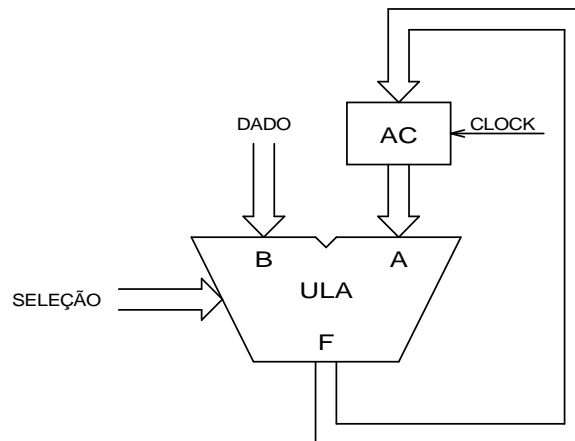 DADO
AC
CLOCK
B
A
ULA
SELEÇÃO
F